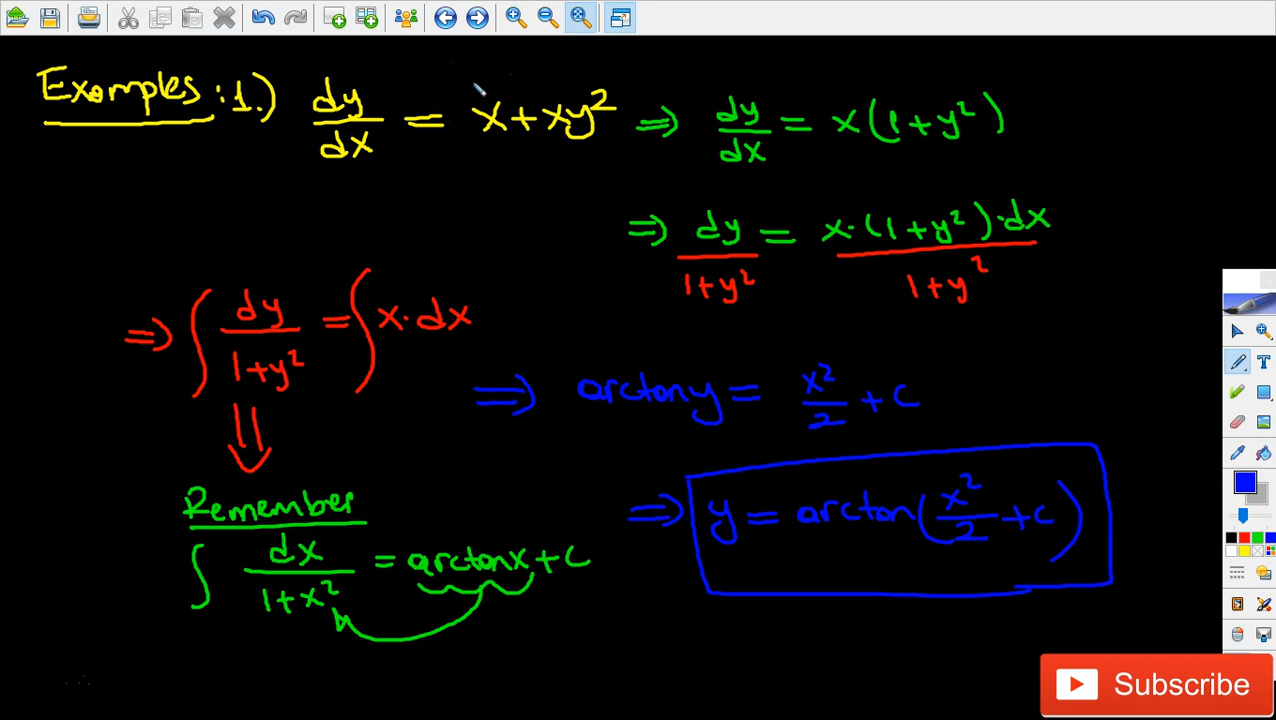 Examples : 1.) dy/dx = x + xy² ⇒ dy/dx = x(1+y²)
⇒ dy/1+y² = x·(1+y²)·dx/1+y²
⇒ ∫ dy/1+y² = ∫ x·dx
⇒ arctany = x²/2 + c
Remember
⇒ y = arctan(x²/2 + c)
∫ dx/1+x² = arctanx + c
Subscribe